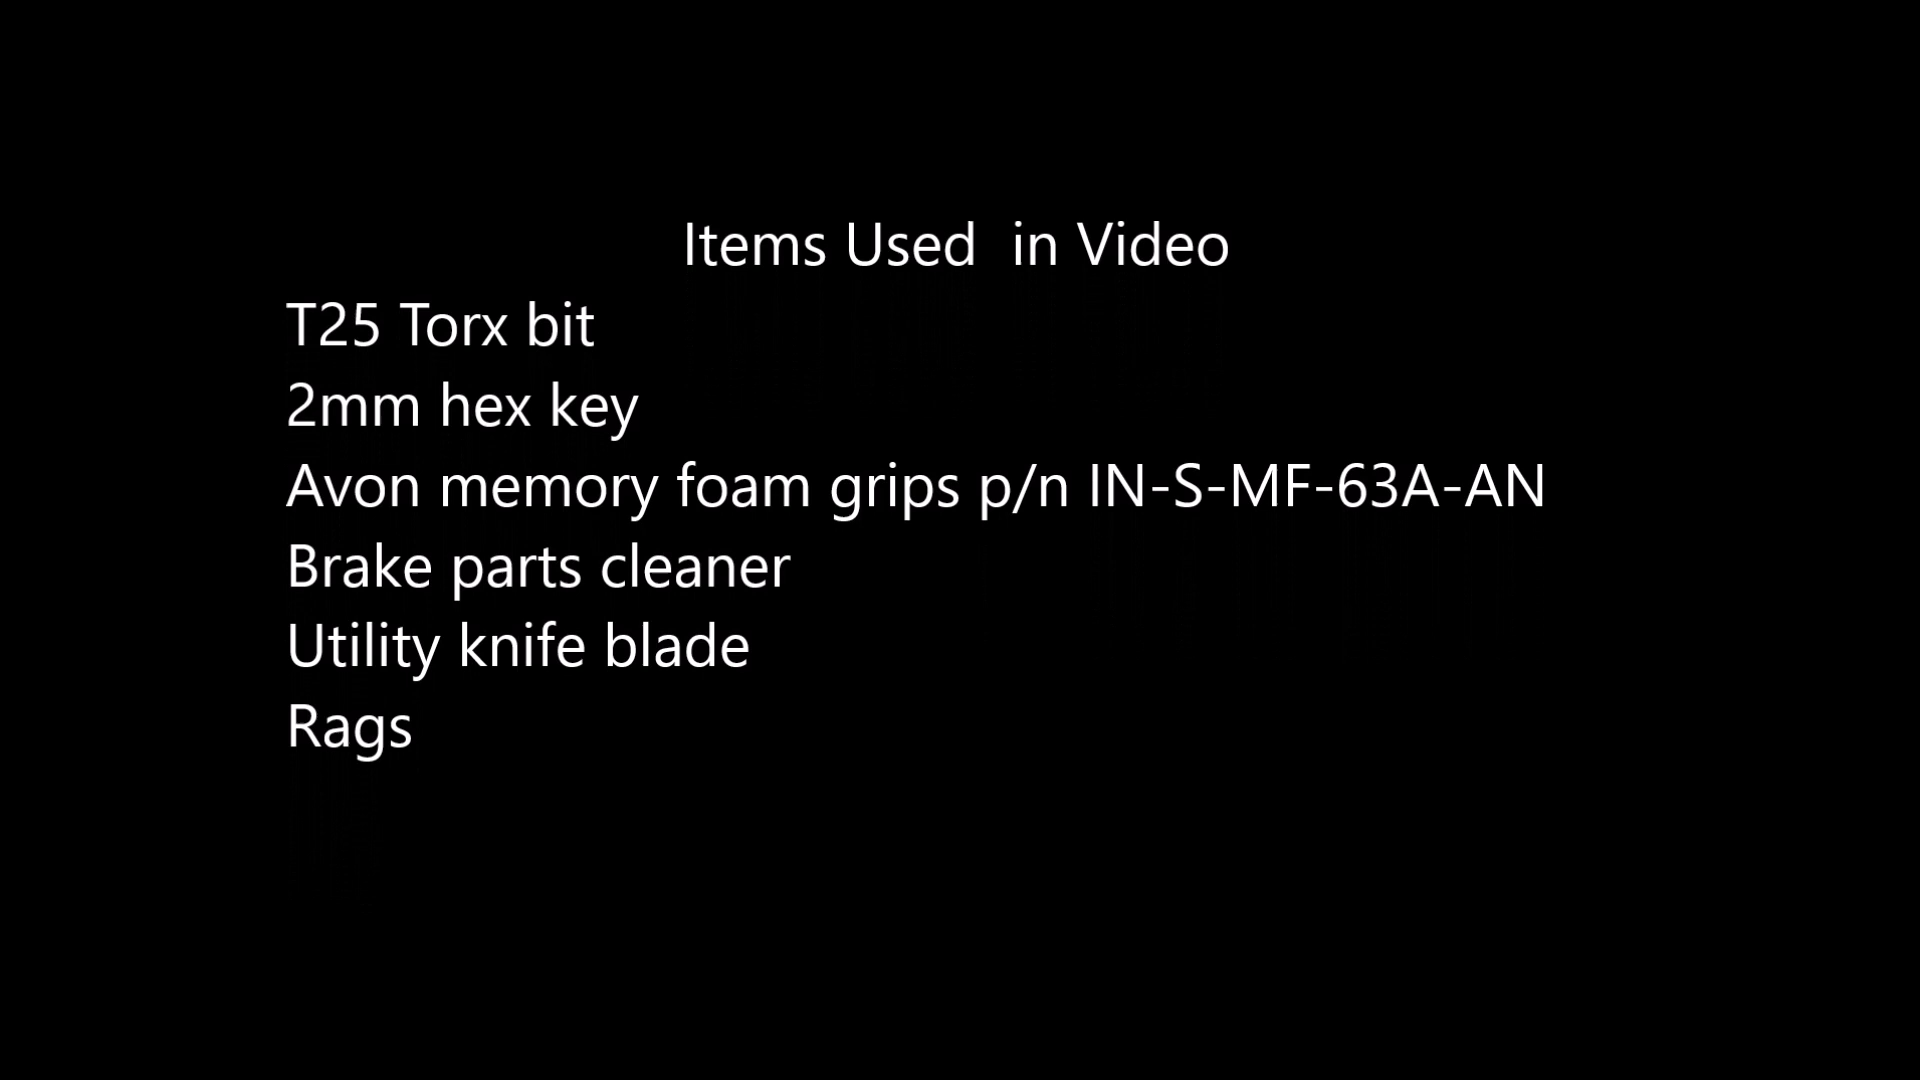 Items Used  in Video
T25 Torx bit
2mm hex key
Avon memory foam grips p/n IN-S-MF-63A-AN
Brake parts cleaner
Utility knife blade
Rags